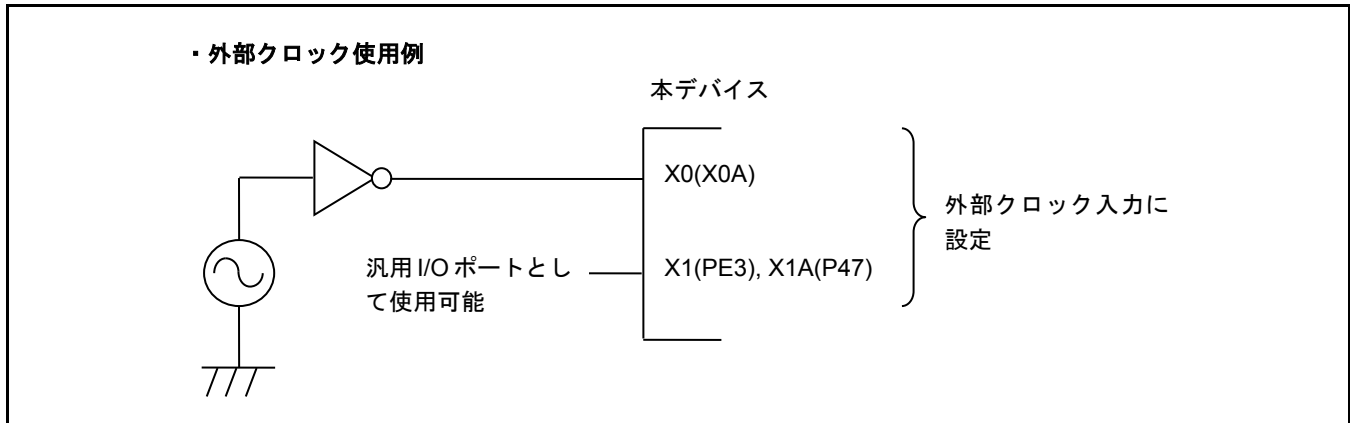 ・外部クロック使用例
本デバイス
X0(X0A)
外部クロック入力に
設定
汎用 I/O ポートとし
て使用可能
X1(PE3), X1A(P47)